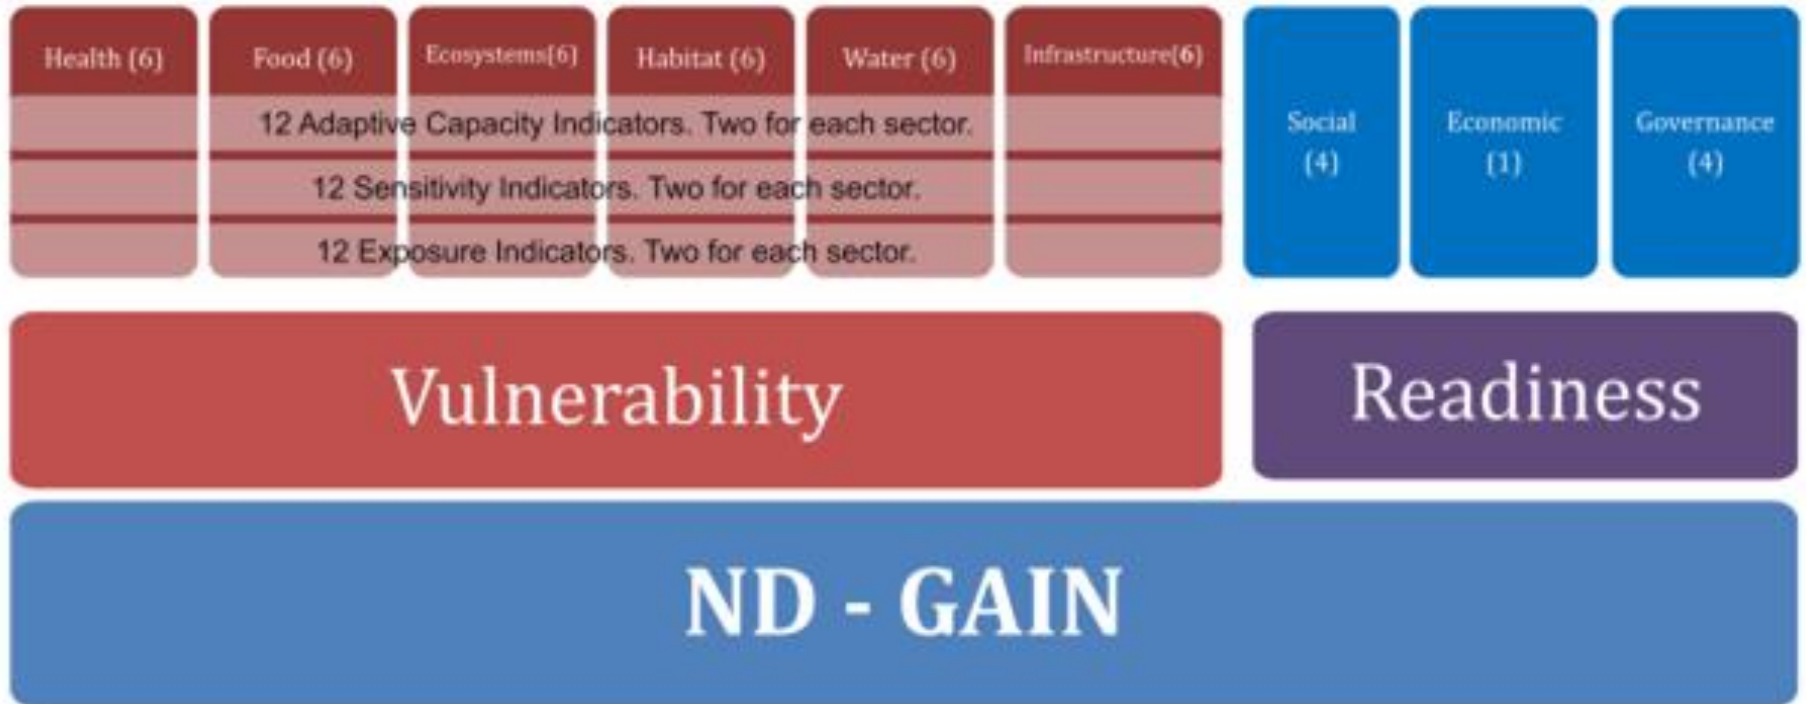 Health (6)
Food (6)
Ecosystems(6)
Habitat (6)
Water (6)
Infrastructure(6)
12 Adaptive Capacity Indicators. Two for each sector.
12 Sensitivity Indicators. Two for each sector.
12 Exposure Indicators. Two for each sector.
Social
(4)
Economic
(1)
Governance
(4)
Vulnerability
Readiness
ND - GAIN